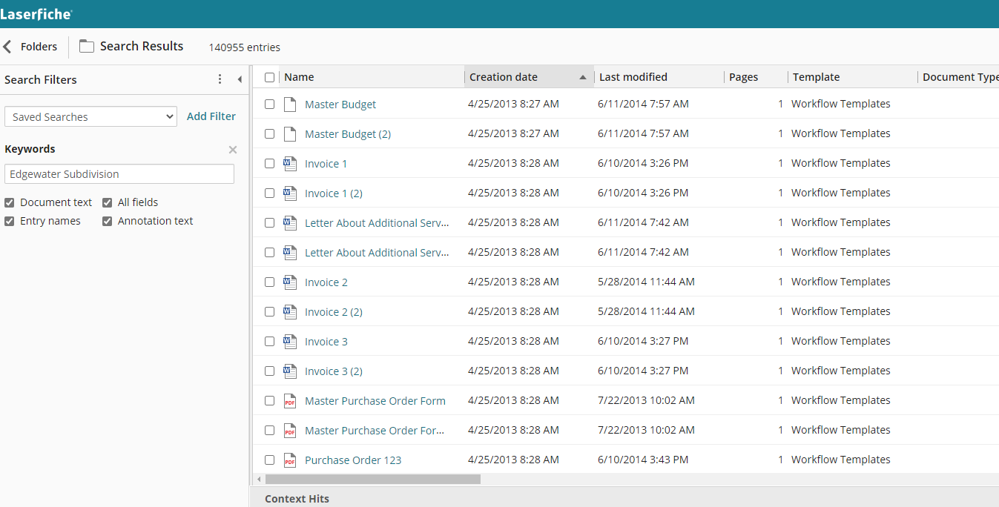 Laserfiche
Folders Search Results 140955 entries
Search Filters
Saved Searches Add Filter
Keywords
Edgewater Subdivision
Document text All fields
Entry names Annotation text
Name Creation date Last modified Pages Template Document Type
Master Budget 4/25/2013 8:27 AM 6/11/2014 7:57 AM 1 Workflow Templates
Master Budget (2) 4/25/2013 8:27 AM 6/11/2014 7:57 AM 1 Workflow Templates
Invoice 1 4/25/2013 8:28 AM 6/10/2014 3:26 PM 1 Workflow Templates
Invoice 1 (2) 4/25/2013 8:28 AM 6/10/2014 3:26 PM 1 Workflow Templates
Letter About Additional Serv... 4/25/2013 8:28 AM 6/11/2014 7:42 AM 1 Workflow Templates
Letter About Additional Serv... 4/25/2013 8:28 AM 6/11/2014 7:42 AM 1 Workflow Templates
Invoice 2 4/25/2013 8:28 AM 5/28/2014 11:44 AM 1 Workflow Templates
Invoice 2 (2) 4/25/2013 8:28 AM 5/28/2014 11:44 AM 1 Workflow Templates
Invoice 3 4/25/2013 8:28 AM 6/10/2014 3:27 PM 1 Workflow Templates
Invoice 3 (2) 4/25/2013 8:28 AM 6/10/2014 3:27 PM 1 Workflow Templates
PDF Master Purchase Order Form 4/25/2013 8:28 AM 7/22/2013 10:02 AM 1 Workflow Templates
PDF Master Purchase Order For... 4/25/2013 8:28 AM 7/22/2013 10:02 AM 1 Workflow Templates
PDF Purchase Order 123 4/25/2013 8:28 AM 6/10/2014 3:43 PM 1 Workflow Templates
Context Hits